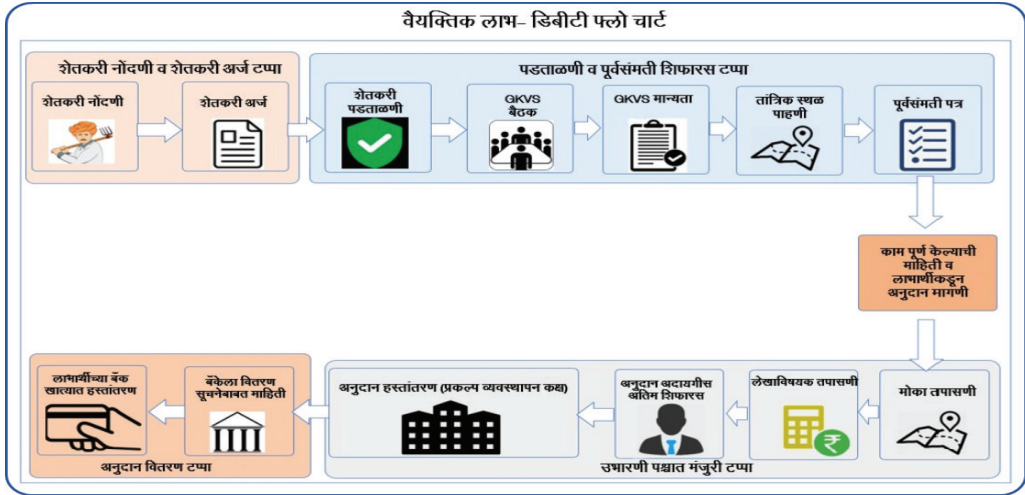 वैयक्तिक लाभ- डिबीटी फ्लो चार्ट
शेतकरी नोंदणी व शेतकरी अर्ज टप्पा
शेतकरी नोंदणी
शेतकरी अर्ज
पडताळणी व पूर्वसंमती शिफारस टप्पा
शेतकरी
पडताळणी
GKVS
बैठक
GKVS मान्यता
तांत्रिक स्थळ
पाहणी
पूर्वसंमती पत्र
काम पूर्ण केल्याची
माहिती व
लाभार्थीकडून
अनुदान मागणी
मोका तपासणी
लेखाविषयक तपासणी
₹
अनुदान अदायगीस
अंतिम शिफारस
अनुदान हस्तांतरण (प्रकल्प व्यवस्थापन कक्ष)
उभारणी पश्चात मंजुरी टप्पा
बँकेला वितरण
सूचनेबाबत माहिती
लाभार्थीच्या बँक
खात्यात हस्तांतरण
अनुदान वितरण टप्पा